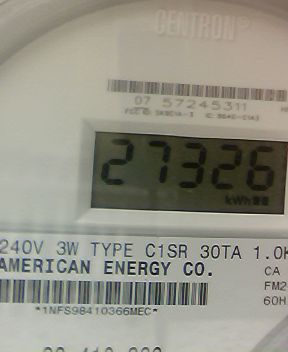 CENTRON®
07 57245311
27326
kWh
240V 3W TYPE C1SR 30TA 1.0K
AMERICAN ENERGY CO.
CA
FM2
60H
*1NFS98410366MEC*